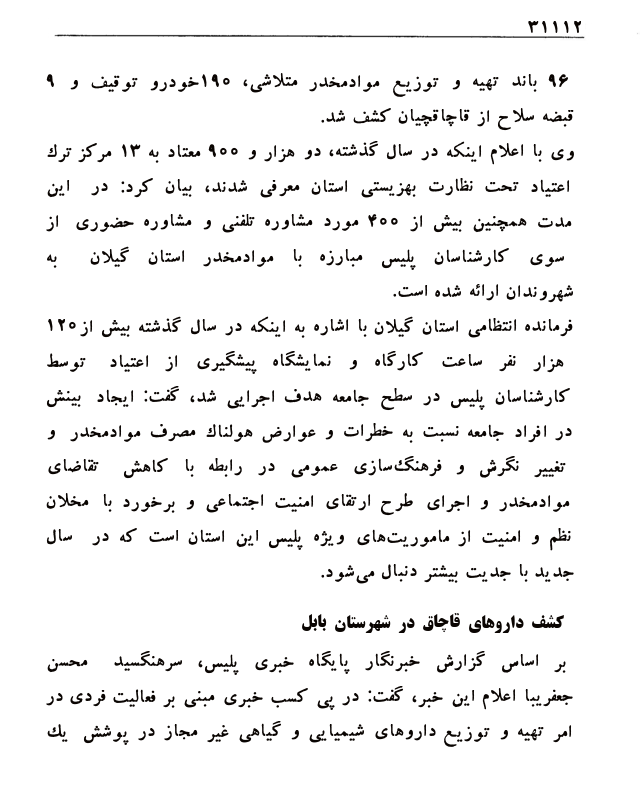 ۳۱۱۱۲
۹۶ باند تهیه و توزیع موادمخدر متلاشی، ۱۹۰خودرو توقیف و ۹
قبضه سلاح از قاچاقچیان کشف شد.
وی با اعلام اینکه در سال گذشته، دو هزار و ۹۰۰ معتاد به ۱۳ مرکز ترك
اعتیاد تحت نظارت بهزیستی استان معرفی شدند، بیان کرد: در این
مدت همچنین بیش از ۴۰۰ مورد مشاوره تلفنی و مشاوره حضوری از
سوی کارشناسان پلیس مبارزه با موادمخدر استان گیلان به
شهروندان ارائه شده است.
فرمانده انتظامی استان گیلان با اشاره به اینکه در سال گذشته بیش از۱۲۰
هزار نفر ساعت کارگاه و نمایشگاه پیشگیری از اعتیاد توسط
کارشناسان پلیس در سطح جامعه هدف اجرایی شد، گفت: ایجاد بینش
در افراد جامعه نسبت به خطرات و عوارض هولناك مصرف موادمخدر و
تغییر نگرش و فرهنگ‌سازی عمومی در رابطه با کاهش تقاضای
موادمخدر و اجرای طرح ارتقای امنیت اجتماعی و برخورد با مخلان
نظم و امنیت از ماموریت‌های ویژه پلیس این استان است که در سال
جدید با جدیت بیشتر دنبال می‌شود.
کشف داروهای قاچاق در شهرستان بابل
بر اساس گزارش خبرنگار پایگاه خبری پلیس، سرهنگسید محسن
جعفریبا اعلام این خبر، گفت: در پی کسب خبری مبنی بر فعالیت فردی در
امر تهیه و توزیع داروهای شیمیایی و گیاهی غیر مجاز در پوشش یك